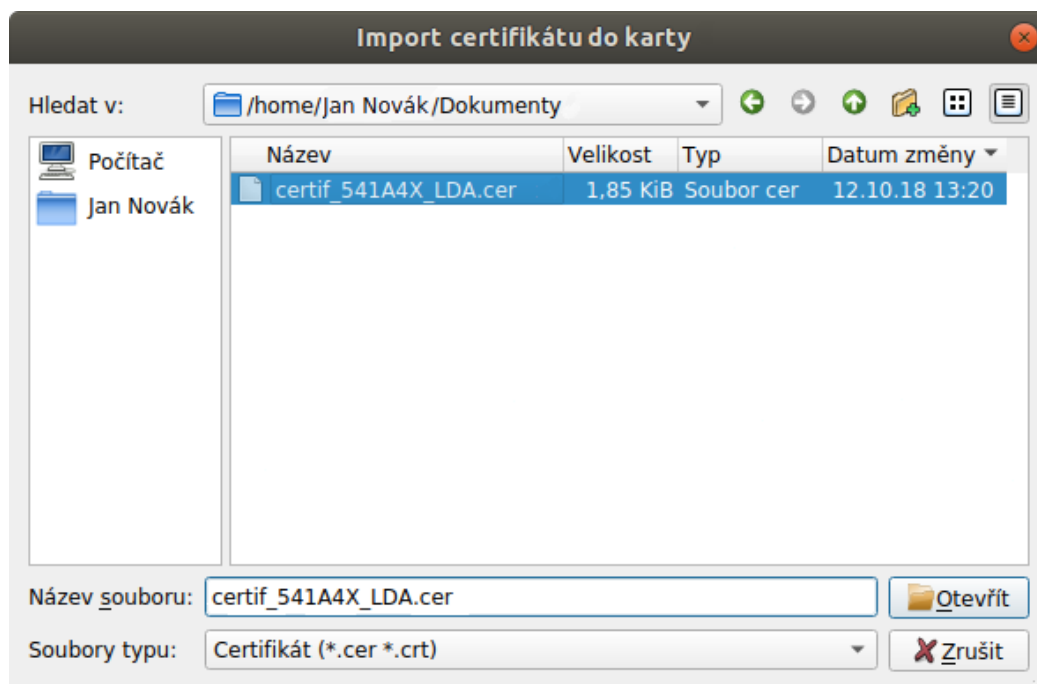 Import certifikátu do karty
Hledat v: /home/Jan Novák/Dokumenty
Počítač
Jan Novák
Název Velikost Typ Datum změny
certif_541A4X_LDA.cer 1,85 KiB Soubor cer 12.10.18 13:20
Název souboru: certif_541A4X_LDA.cer Otevřít
Soubory typu: Certifikát (*.cer *.crt) Zrušit